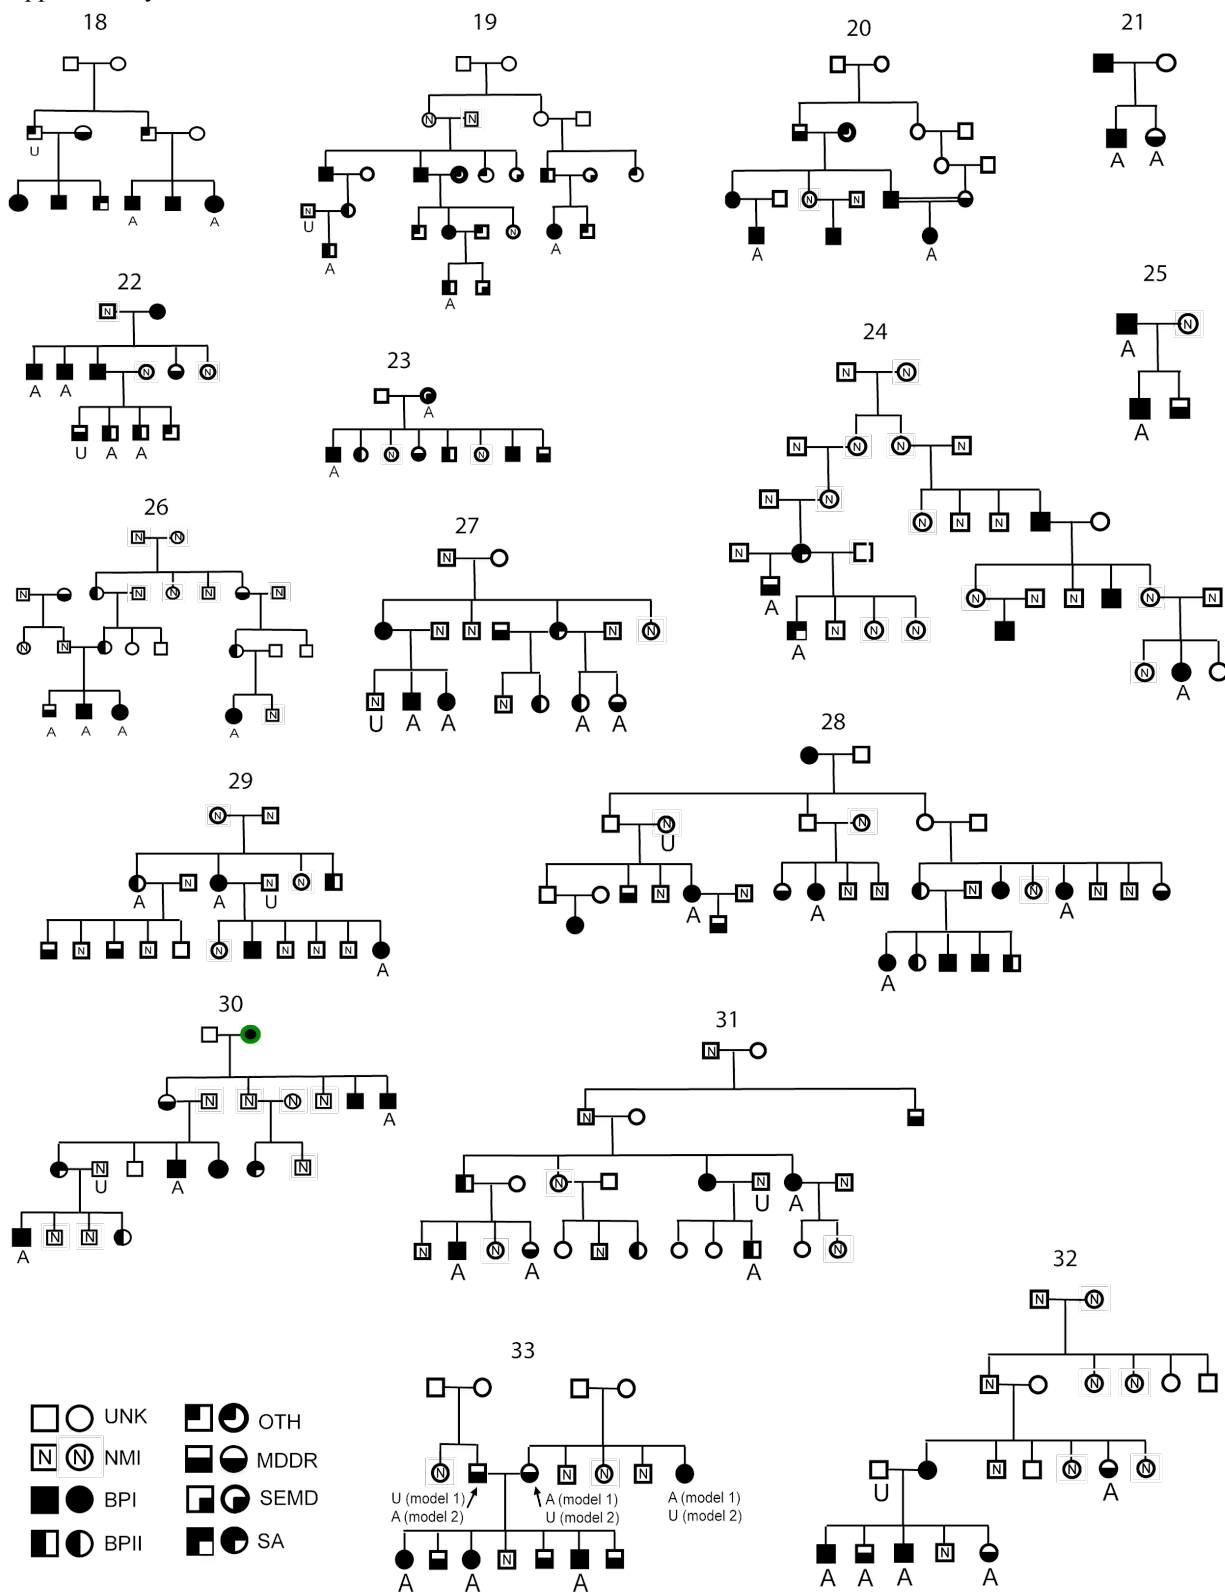 18
U
A A
19
N N
N
U
N
A
A
A
20
N N
A A
21
A A
22
N
N N
A A
U A A
23
A
N N
A
24
N N
N N N N
N N
N N N
N
A
N N N N
N N N
A
N
A
25
N
A
A
26
N N
N N N N N
N N
A A A
N
A
27
N
N N N N
N N
U A A A A
28
N N
U
N N N N
A
A
N N N N
A
A
29
N N
N N N
A A U
N N N N N N N
A
30
N N N N
A
N N
U A
N N
A
31
N
N
N N N
U A
N N N N
A A A
32
N N
N N N
N N N
A
U
N
A A A A
33
N N N N
U (model 1)
A (model 2)
A (model 1)
U (model 2)
A (model 1)
U (model 2)
N
A A A
UNK
N N NMI
BPI
BPII
OTH
MDDR
SEMD
SA